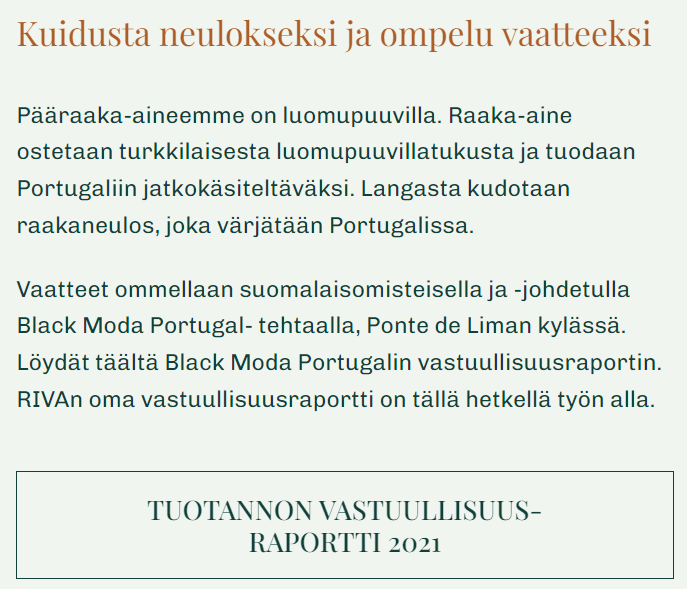 Kuidusta neulokseksi ja ompelu vaatteeksi
Pääraaka-aineemme on luomupuuvilla. Raaka-aine
ostetaan turkkilaisesta luomupuuvillatukusta ja tuodaan
Portugaliin jatkokäsiteltäväksi. Langasta kudotaan
raakaneulos, joka värjätään Portugalissa.
Vaatteet ommellaan suomalaisomisteisella ja -johdetulla
Black Moda Portugal- tehtaalla, Ponte de Liman kylässä.
Löydät täältä Black Moda Portugalin vastuullisuusraportin.
RIVAn oma vastuullisuusraportti on tällä hetkellä työn alla.
TUOTANNON VASTUULLISUUS-
RAPORTTI 2021